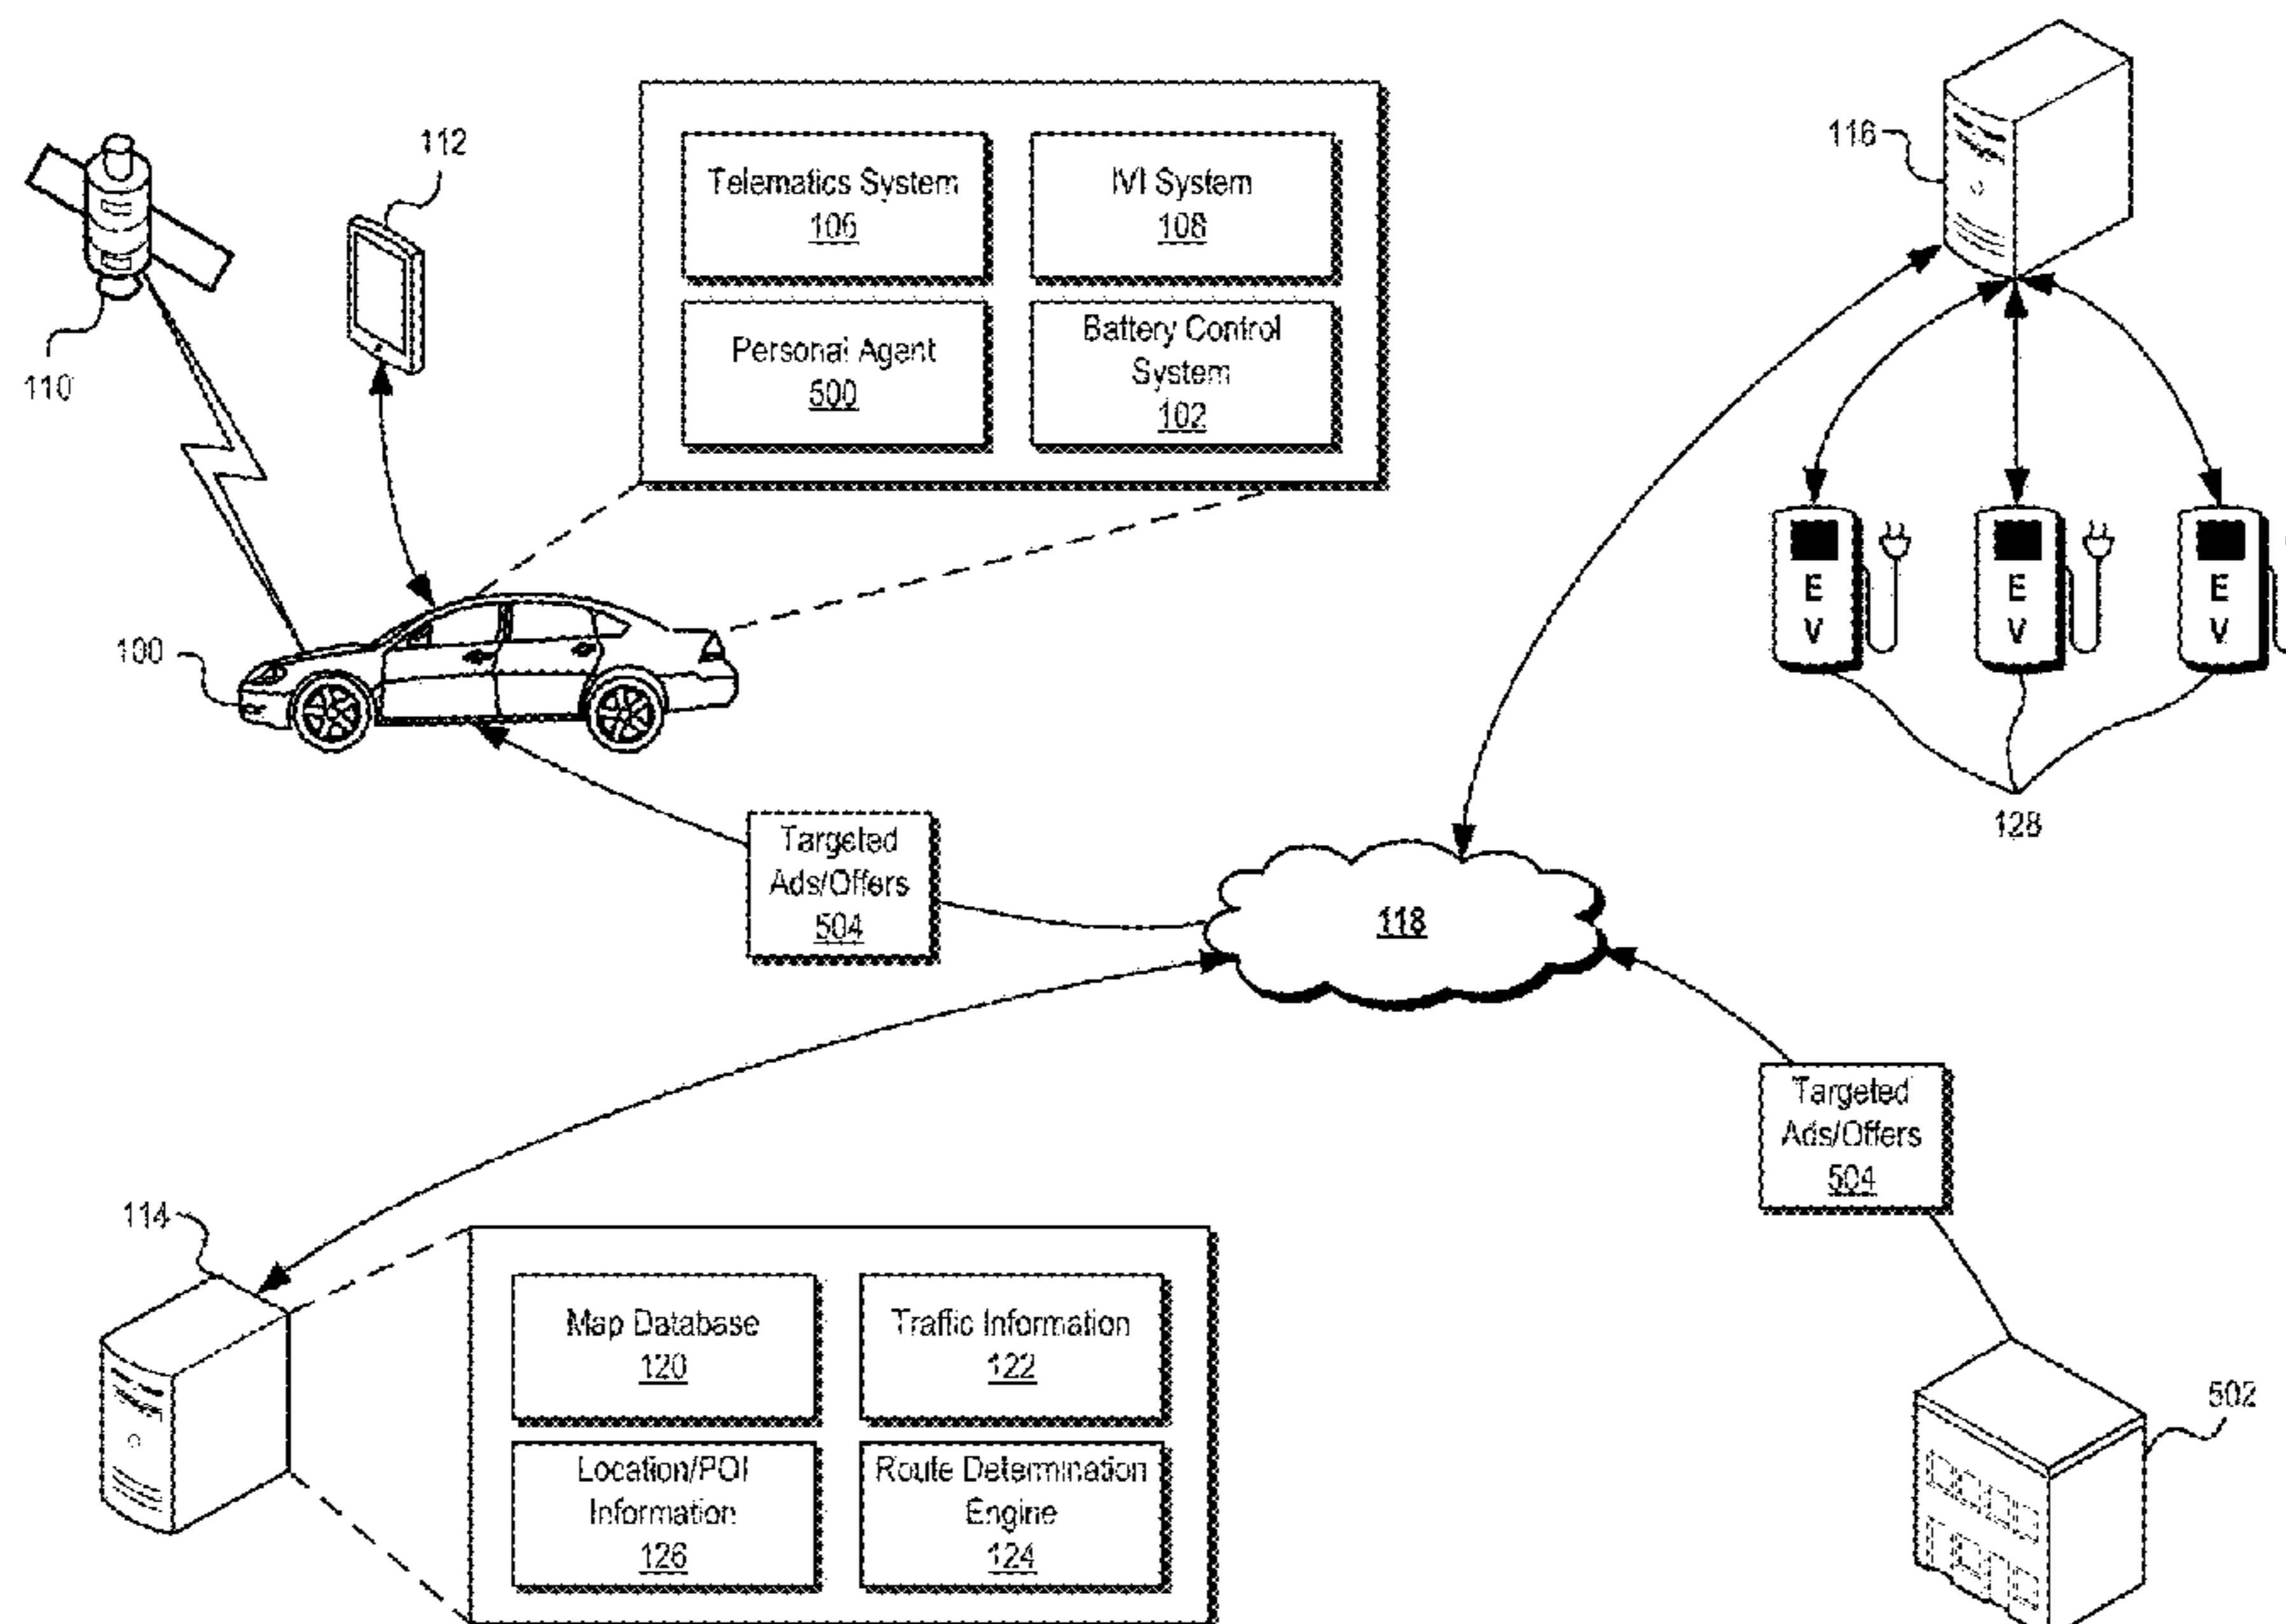 112
110
Telematics System
106
IVI System
108
Personal Agent
500
Battery Control
System
102
116
E
V
E
V
E
V
128
100
Targeted
Ads/Offers
504
118
Targeted
Ads/Offers
504
114
Map Database
120
Traffic Information
122
Location/POI
Information
126
Route Determination
Engine
124
502